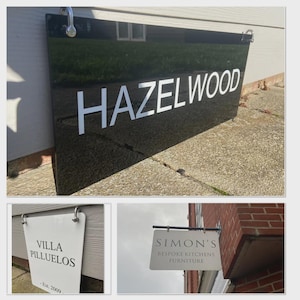 HAZELWOOD
VILLA
PILLUELOS
Est. 2009
SIMON'S
BESPOKE KITCHENS
FURNITURE